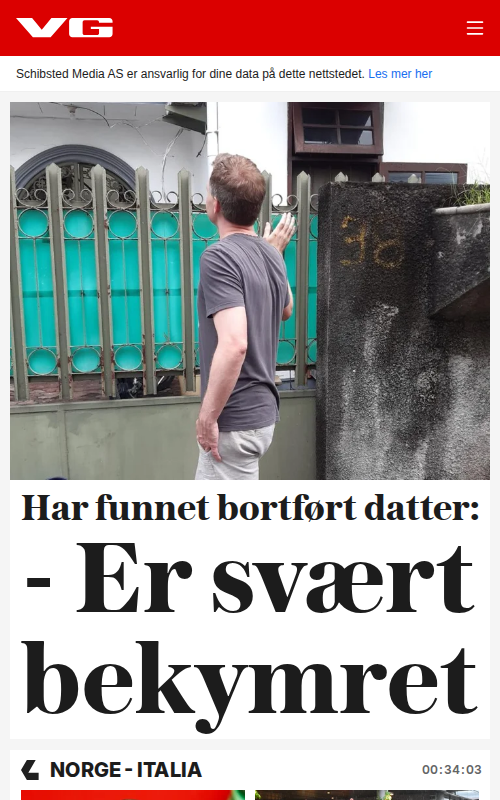 VG
Schibsted Media AS er ansvarlig for dine data på dette nettstedet. Les mer her
90
Har funnet bortført datter:
- Er svært
bekymret
NORGE - ITALIA
00:34:03